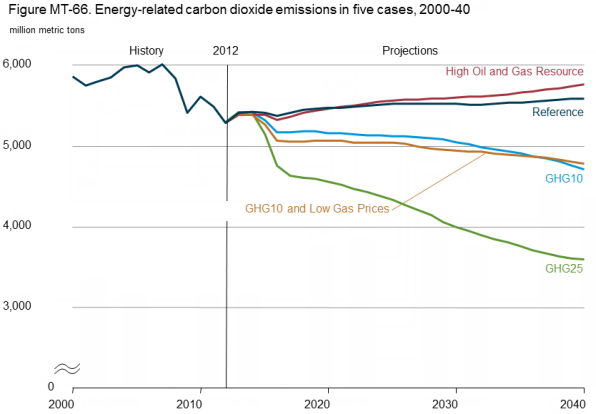 Figure MT-66. Energy-related carbon dioxide emissions in five cases, 2000-40
million metric tons
History 2012 Projections
6,000
High Oil and Gas Resource
Reference
5,000
GHG10
GHG10 and Low Gas Prices
4,000
GHG25
3,000
0
2000 2010 2020 2030 2040